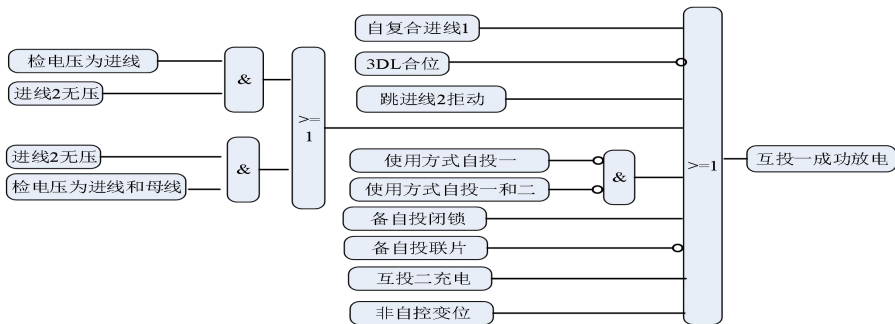 自复合进线1
检电压为进线
&
3DL合位
进线2无压
跳进线2拒动
>=
1
进线2无压
&
检电压为进线和母线
使用方式自投一
&
使用方式自投一和二
>=1
互投一成功放电
备自投闭锁
备自投联片
互投二充电
非自控变位